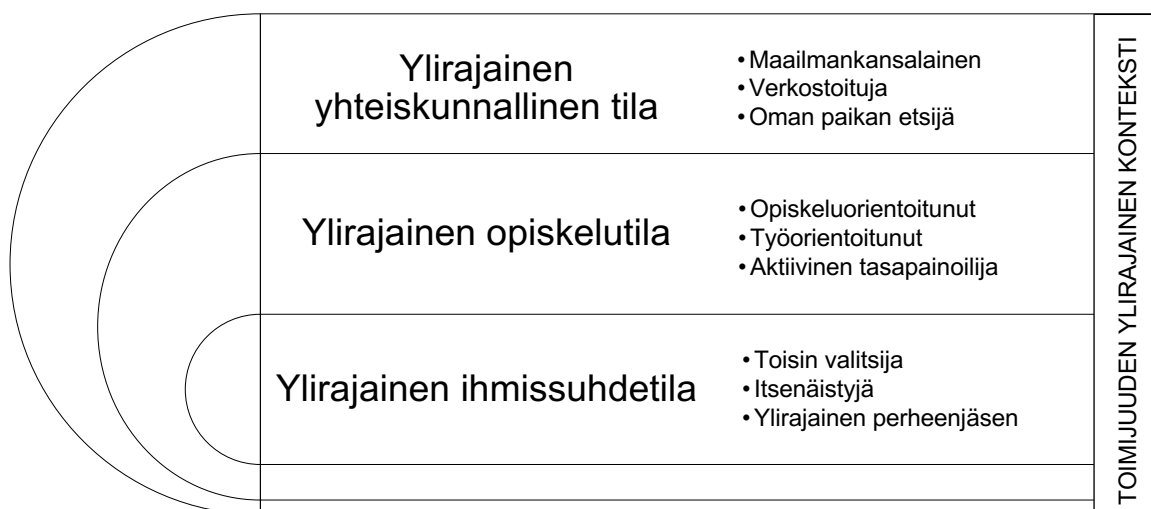 Ylirajainen
yhteiskunnallinen tila
• Maailmankansalainen
• Verkostoituja
• Oman paikan etsijä
Ylirajainen opiskelutila
• Opiskeluorientoitunut
• Työorientoitunut
• Aktiivinen tasapainoilija
Ylirajainen ihmissuhdetila
• Toisin valitsija
• Itsenäistyjä
• Ylirajainen perheenjäsen
TOIMIJUUDEN YLIRAJAINEN KONTEKSTI